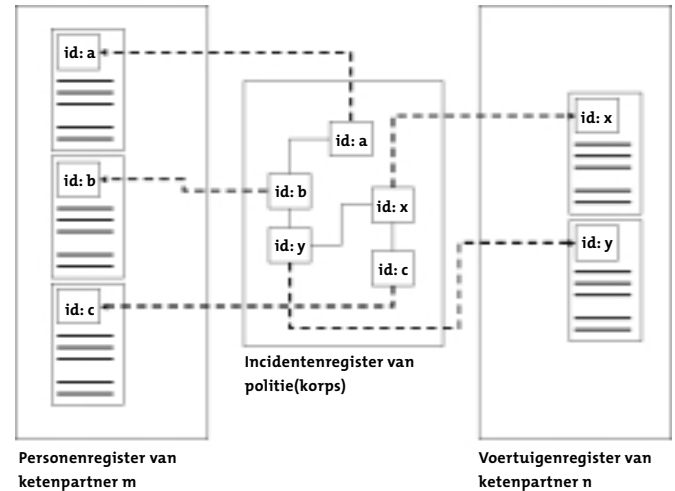 id: a
id: b
id: c
id: a
id: b
id: x
id: y
id: c
Incidentenregister van
politie(korps)
id: x
id: y
Personenregister van
ketenpartner m
Voertuigenregister van
ketenpartner n